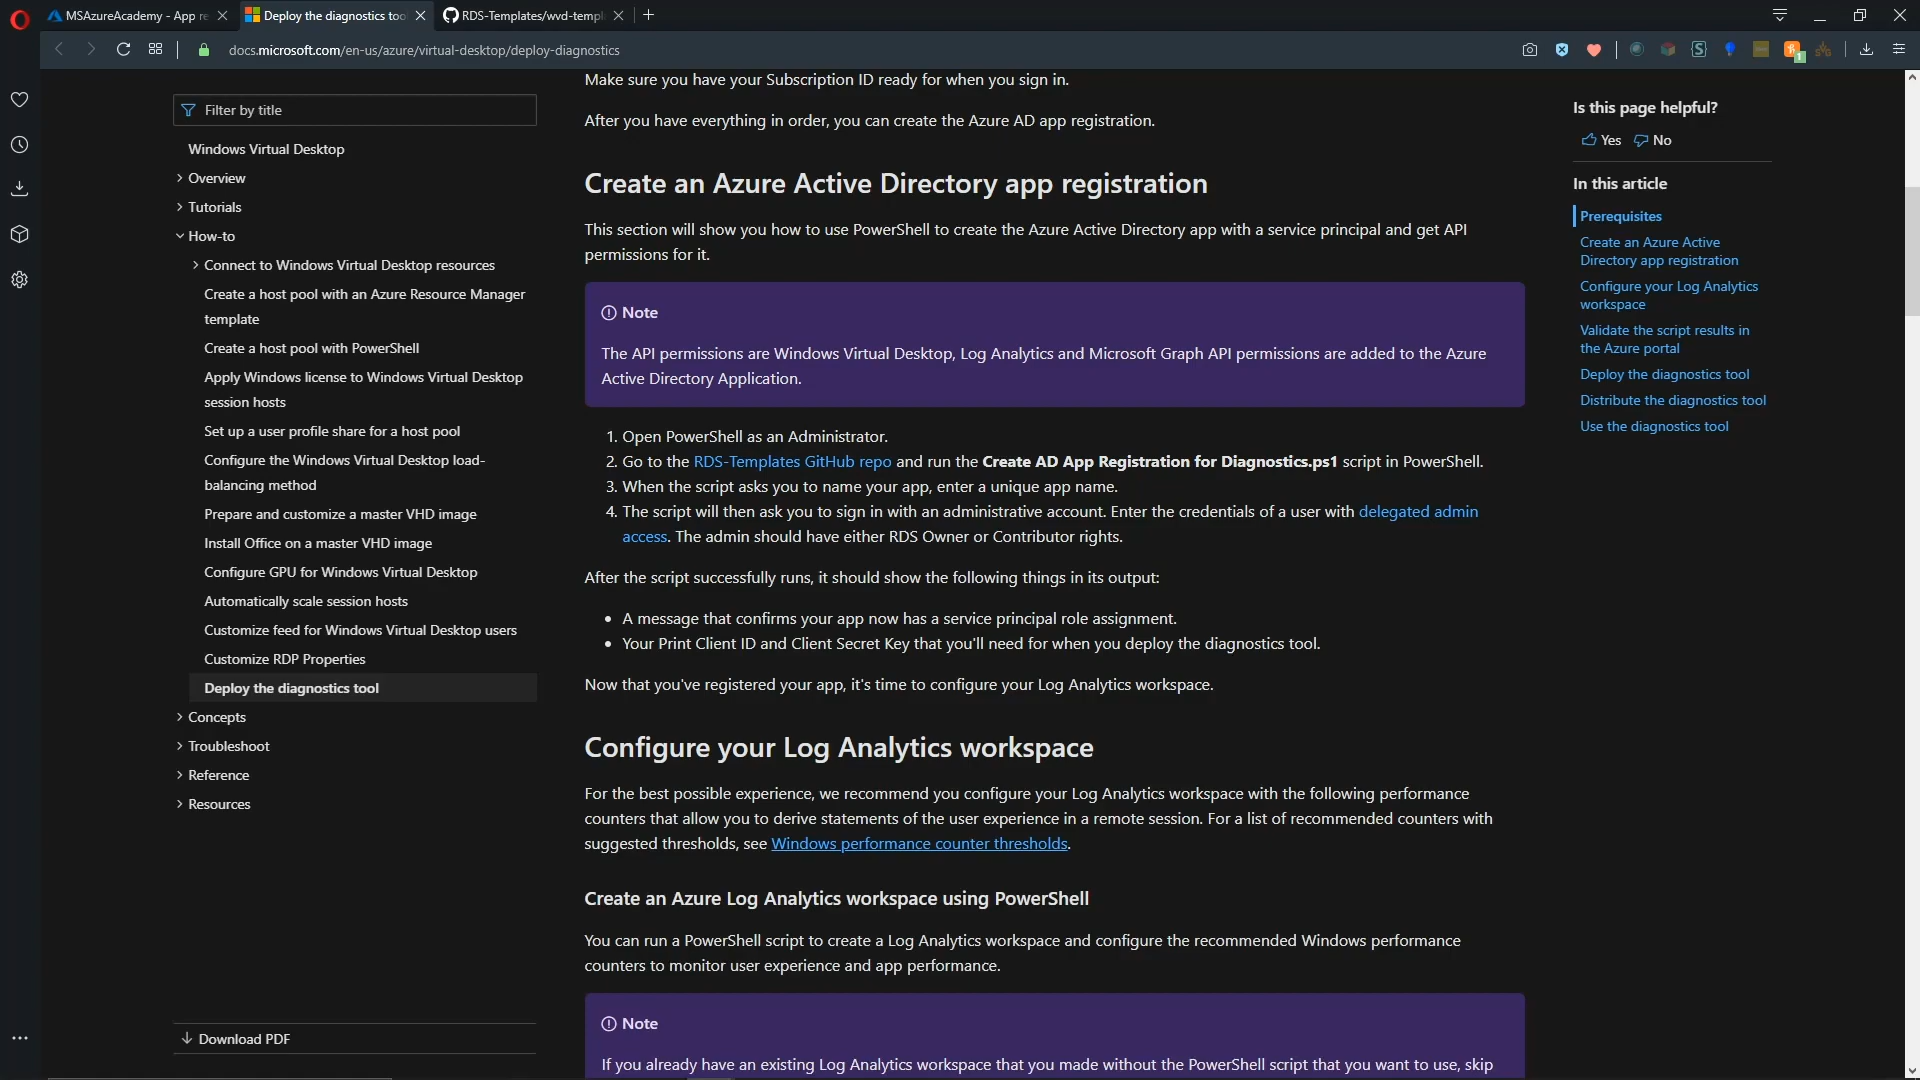 MSAzureAcademy - App re
Deploy the diagnostics too
RDS-Templates/wvd-templ
docs.microsoft.com/en-us/azure/virtual-desktop/deploy-diagnostics
Filter by title
Windows Virtual Desktop
Overview
Tutorials
How-to
Connect to Windows Virtual Desktop resources
Create a host pool with an Azure Resource Manager
template
Create a host pool with PowerShell
Apply Windows license to Windows Virtual Desktop
session hosts
Set up a user profile share for a host pool
Configure the Windows Virtual Desktop load-
balancing method
Prepare and customize a master VHD image
Install Office on a master VHD image
Configure GPU for Windows Virtual Desktop
Automatically scale session hosts
Customize feed for Windows Virtual Desktop users
Customize RDP Properties
Deploy the diagnostics tool
Concepts
Troubleshoot
Reference
Resources
Download PDF
Make sure you have your Subscription ID ready for when you sign in.
After you have everything in order, you can create the Azure AD app registration.
Create an Azure Active Directory app registration
This section will show you how to use PowerShell to create the Azure Active Directory app with a service principal and get API
permissions for it.
Note
The API permissions are Windows Virtual Desktop, Log Analytics and Microsoft Graph API permissions are added to the Azure
Active Directory Application.
1. Open PowerShell as an Administrator.
2. Go to the RDS-Templates GitHub repo and run the Create AD App Registration for Diagnostics.ps1 script in PowerShell.
3. When the script asks you to name your app, enter a unique app name.
4. The script will then ask you to sign in with an administrative account. Enter the credentials of a user with delegated admin
access. The admin should have either RDS Owner or Contributor rights.
After the script successfully runs, it should show the following things in its output:
• A message that confirms your app now has a service principal role assignment.
• Your Print Client ID and Client Secret Key that you'll need for when you deploy the diagnostics tool.
Now that you've registered your app, it's time to configure your Log Analytics workspace.
Configure your Log Analytics workspace
For the best possible experience, we recommend you configure your Log Analytics workspace with the following performance
counters that allow you to derive statements of the user experience in a remote session. For a list of recommended counters with
suggested thresholds, see Windows performance counter thresholds.
Create an Azure Log Analytics workspace using PowerShell
You can run a PowerShell script to create a Log Analytics workspace and configure the recommended Windows performance
counters to monitor user experience and app performance.
Note
If you already have an existing Log Analytics workspace that you made without the PowerShell script that you want to use, skip
Is this page helpful?
Yes No
In this article
Prerequisites
Create an Azure Active
Directory app registration
Configure your Log Analytics
workspace
Validate the script results in
the Azure portal
Deploy the diagnostics tool
Distribute the diagnostics tool
Use the diagnostics tool
1